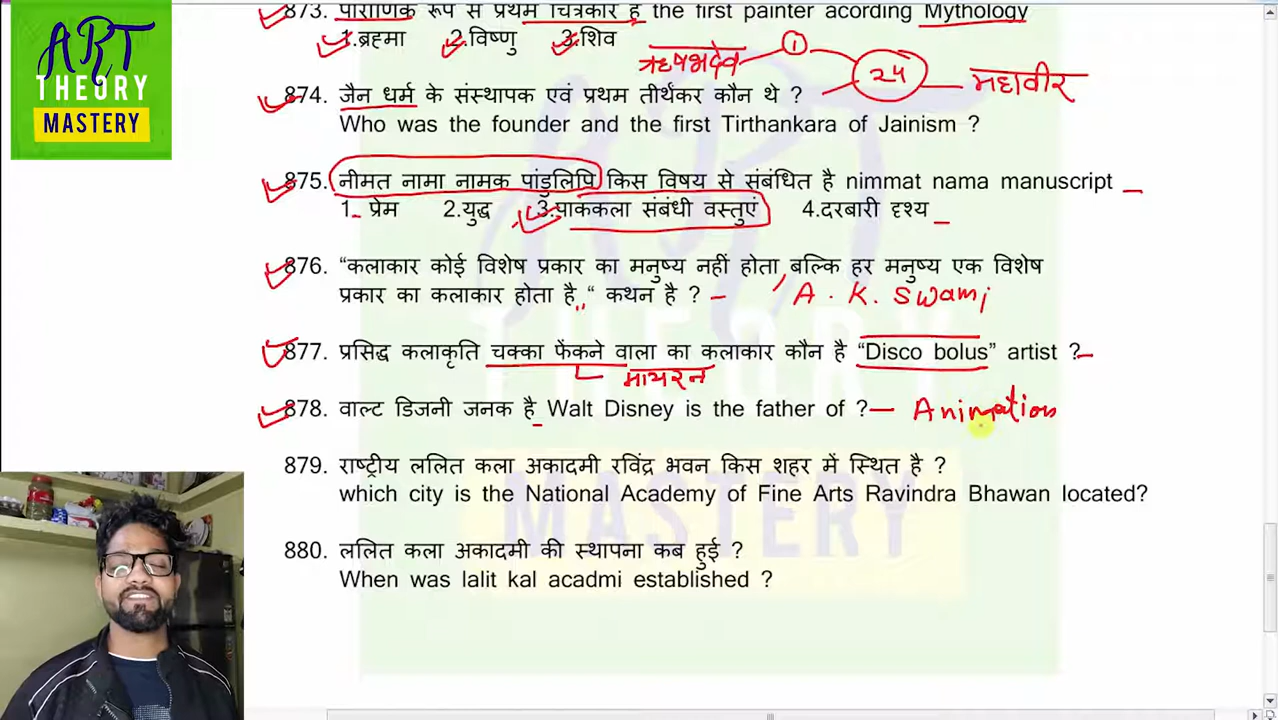 ART
THEORY
MASTERY
873. पौराणिक रूप से प्रथम चित्रकार है the first painter acording Mythology
1.ब्रह्मा 2.विष्णु 3.शिव
ऋषभदेव 1 24 महावीर
874. जैन धर्म के संस्थापक एवं प्रथम तीर्थंकर कौन थे ?
Who was the founder and the first Tirthankara of Jainism ?
875. नीमत नामा नामक पांडुलिपि किस विषय से संबंधित है nimmat nama manuscript
1. प्रेम 2.युद्ध 3.पाककला संबंधी वस्तुएं 4.दरबारी दृश्य
876. “कलाकार कोई विशेष प्रकार का मनुष्य नहीं होता बल्कि हर मनुष्य एक विशेष
प्रकार का कलाकार होता है,“ कथन है ? – A. K. Swami
877. प्रसिद्ध कलाकृति चक्का फेंकने वाला का कलाकार कौन है “Disco bolus” artist ?
मायरन
878. वाल्ट डिजनी जनक है Walt Disney is the father of ? – Animation
879. राष्ट्रीय ललित कला अकादमी रविंद्र भवन किस शहर में स्थित है ?
which city is the National Academy of Fine Arts Ravindra Bhawan located?
880. ललित कला अकादमी की स्थापना कब हुई ?
When was lalit kal acadmi established ?
MASTERY